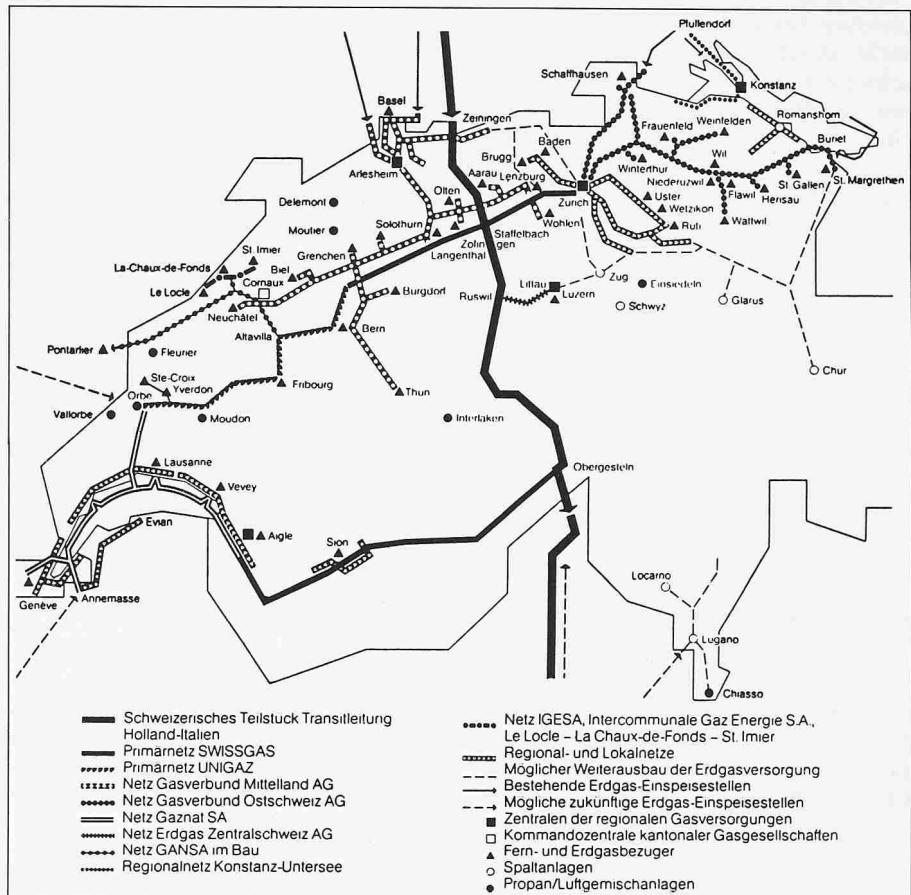 Pfullendorf
Schaffhausen
Konstanz
Basel
Zeiningen
Romanshorn
Weinfelden
Frauenfeld
Buriet
Baden
Brugg
Wil
Arlesheim
Aarau
Lenzburg
Winterthur
Niederuzwil
St. Gallen
St. Margrethen
Olten
Zürich
Uster
Flawil
Herisau
Delemont
Wetzikon
Wattwil
Solothurn
Wohlen
Moutier
Staffelbach
Rüti
St. Imier
Grenchen
Zofingen
Langenthal
La-Chaux-de-Fonds
Biel
Zug
Cornaux
Littau
Einsiedeln
Le Locle
Burgdorf
Ruswil
Luzern
Glarus
Schwyz
Neuchâtel
Altavilla
Bern
Pontarlier
Fleurier
Chur
Ste-Croix
Yverdon
Fribourg
Thun
Orbe
Vallorbe
Moudon
Interlaken
Lausanne
Obergesteln
Vevey
Evian
Aigle
Sion
Locarno
Genève
Annemasse
Lugano
Chiasso
Schweizerisches Teilstück Transitleitung
Holland-Italien
Primärnetz SWISSGAS
Primärnetz UNIGAZ
Netz Gasverbund Mittelland AG
Netz Gasverbund Ostschweiz AG
Netz Gaznat SA
Netz Erdgas Zentralschweiz AG
Netz GANSA im Bau
Regionalnetz Konstanz-Untersee
Netz IGESA, Intercommunale Gaz Energie S.A.,
Le Locle – La Chaux-de-Fonds – St. Imier
Regional- und Lokalnetze
Möglicher Weiterausbau der Erdgasversorgung
Bestehende Erdgas-Einspeisestellen
Mögliche zukünftige Erdgas-Einspeisestellen
Zentralen der regionalen Gasversorgungen
Kommandozentrale kantonaler Gasgesellschaften
Fern- und Erdgasbezüger
Spaltanlagen
Propan/Luftgemischanlagen